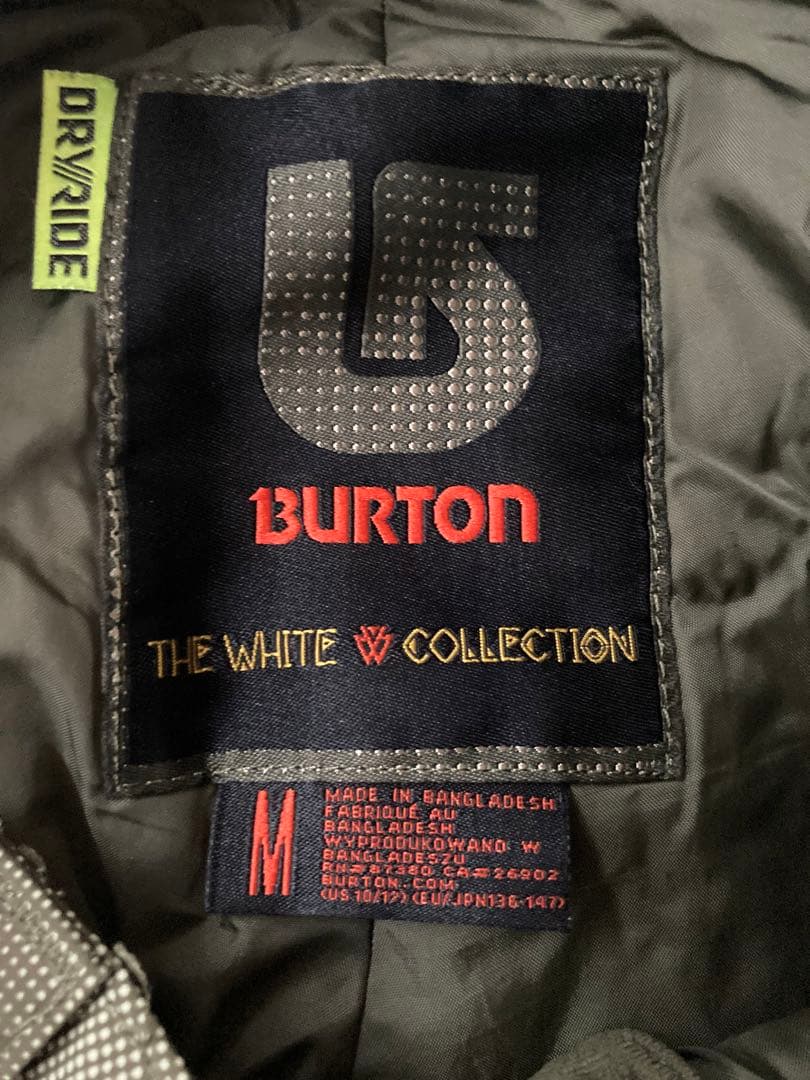 DRY//RIDE
BURTON
THE WHITE COLLECTION
M
MADE IN BANGLADESH
FABRIQUÉ AU
BANGLADESH
WYPRODUKOWANO W
BANGLADESZU
RN# 87380 CA# 26902
BURTON.COM
(US 10/12) (EU/JPN136-147)